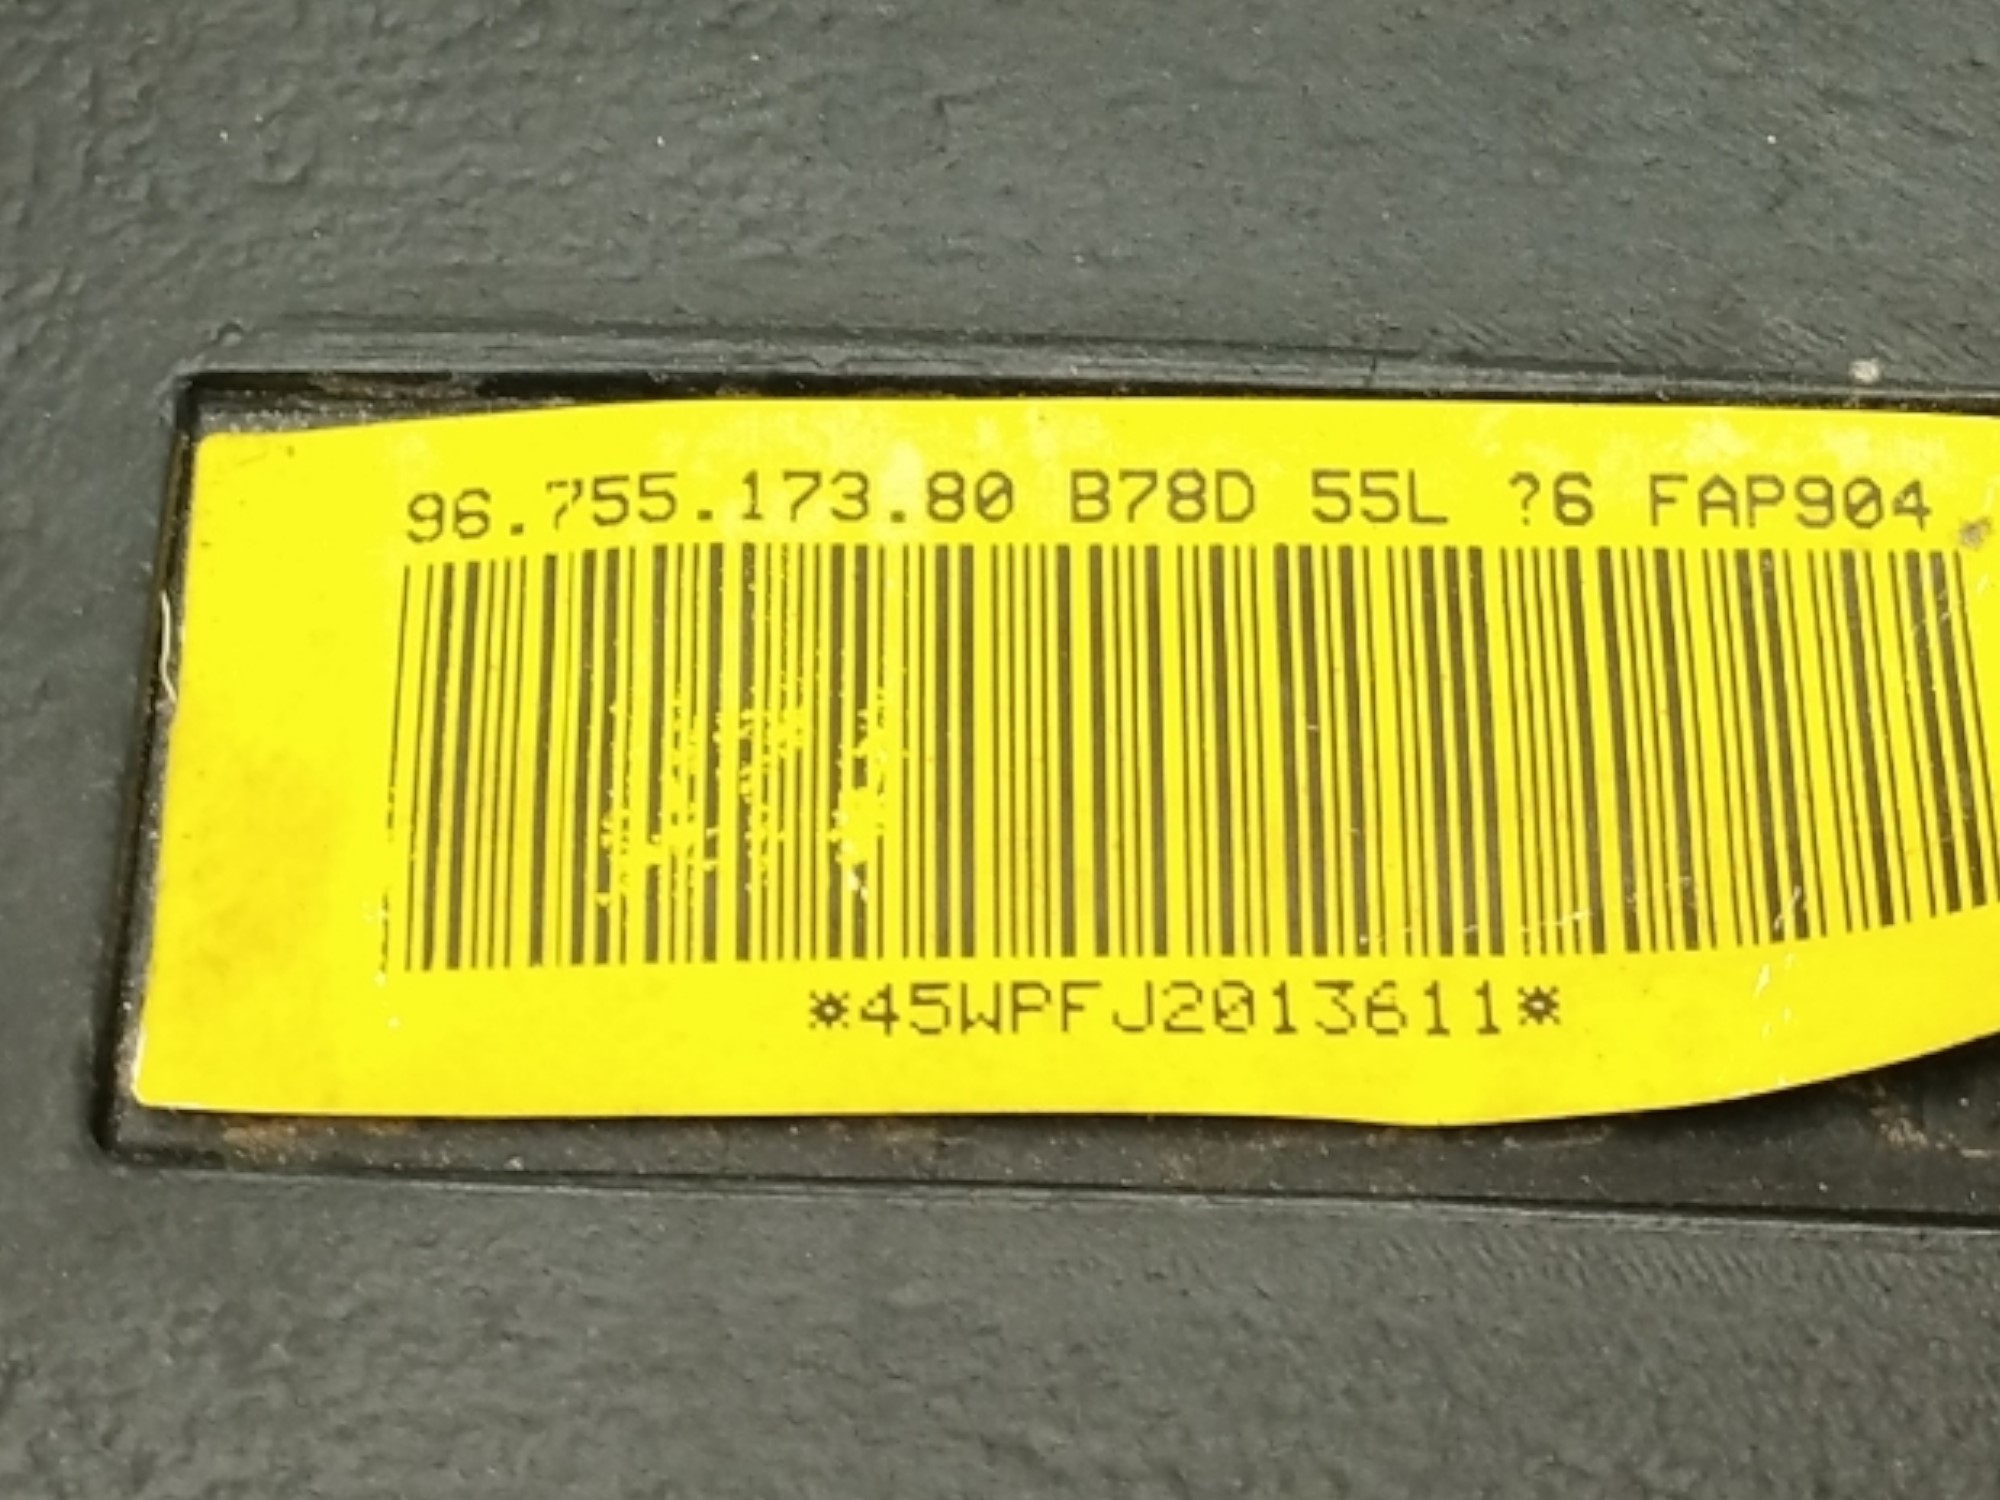 96.755.173.80 B78D 55L ?6 FAP904
*45WPFJ2013611*